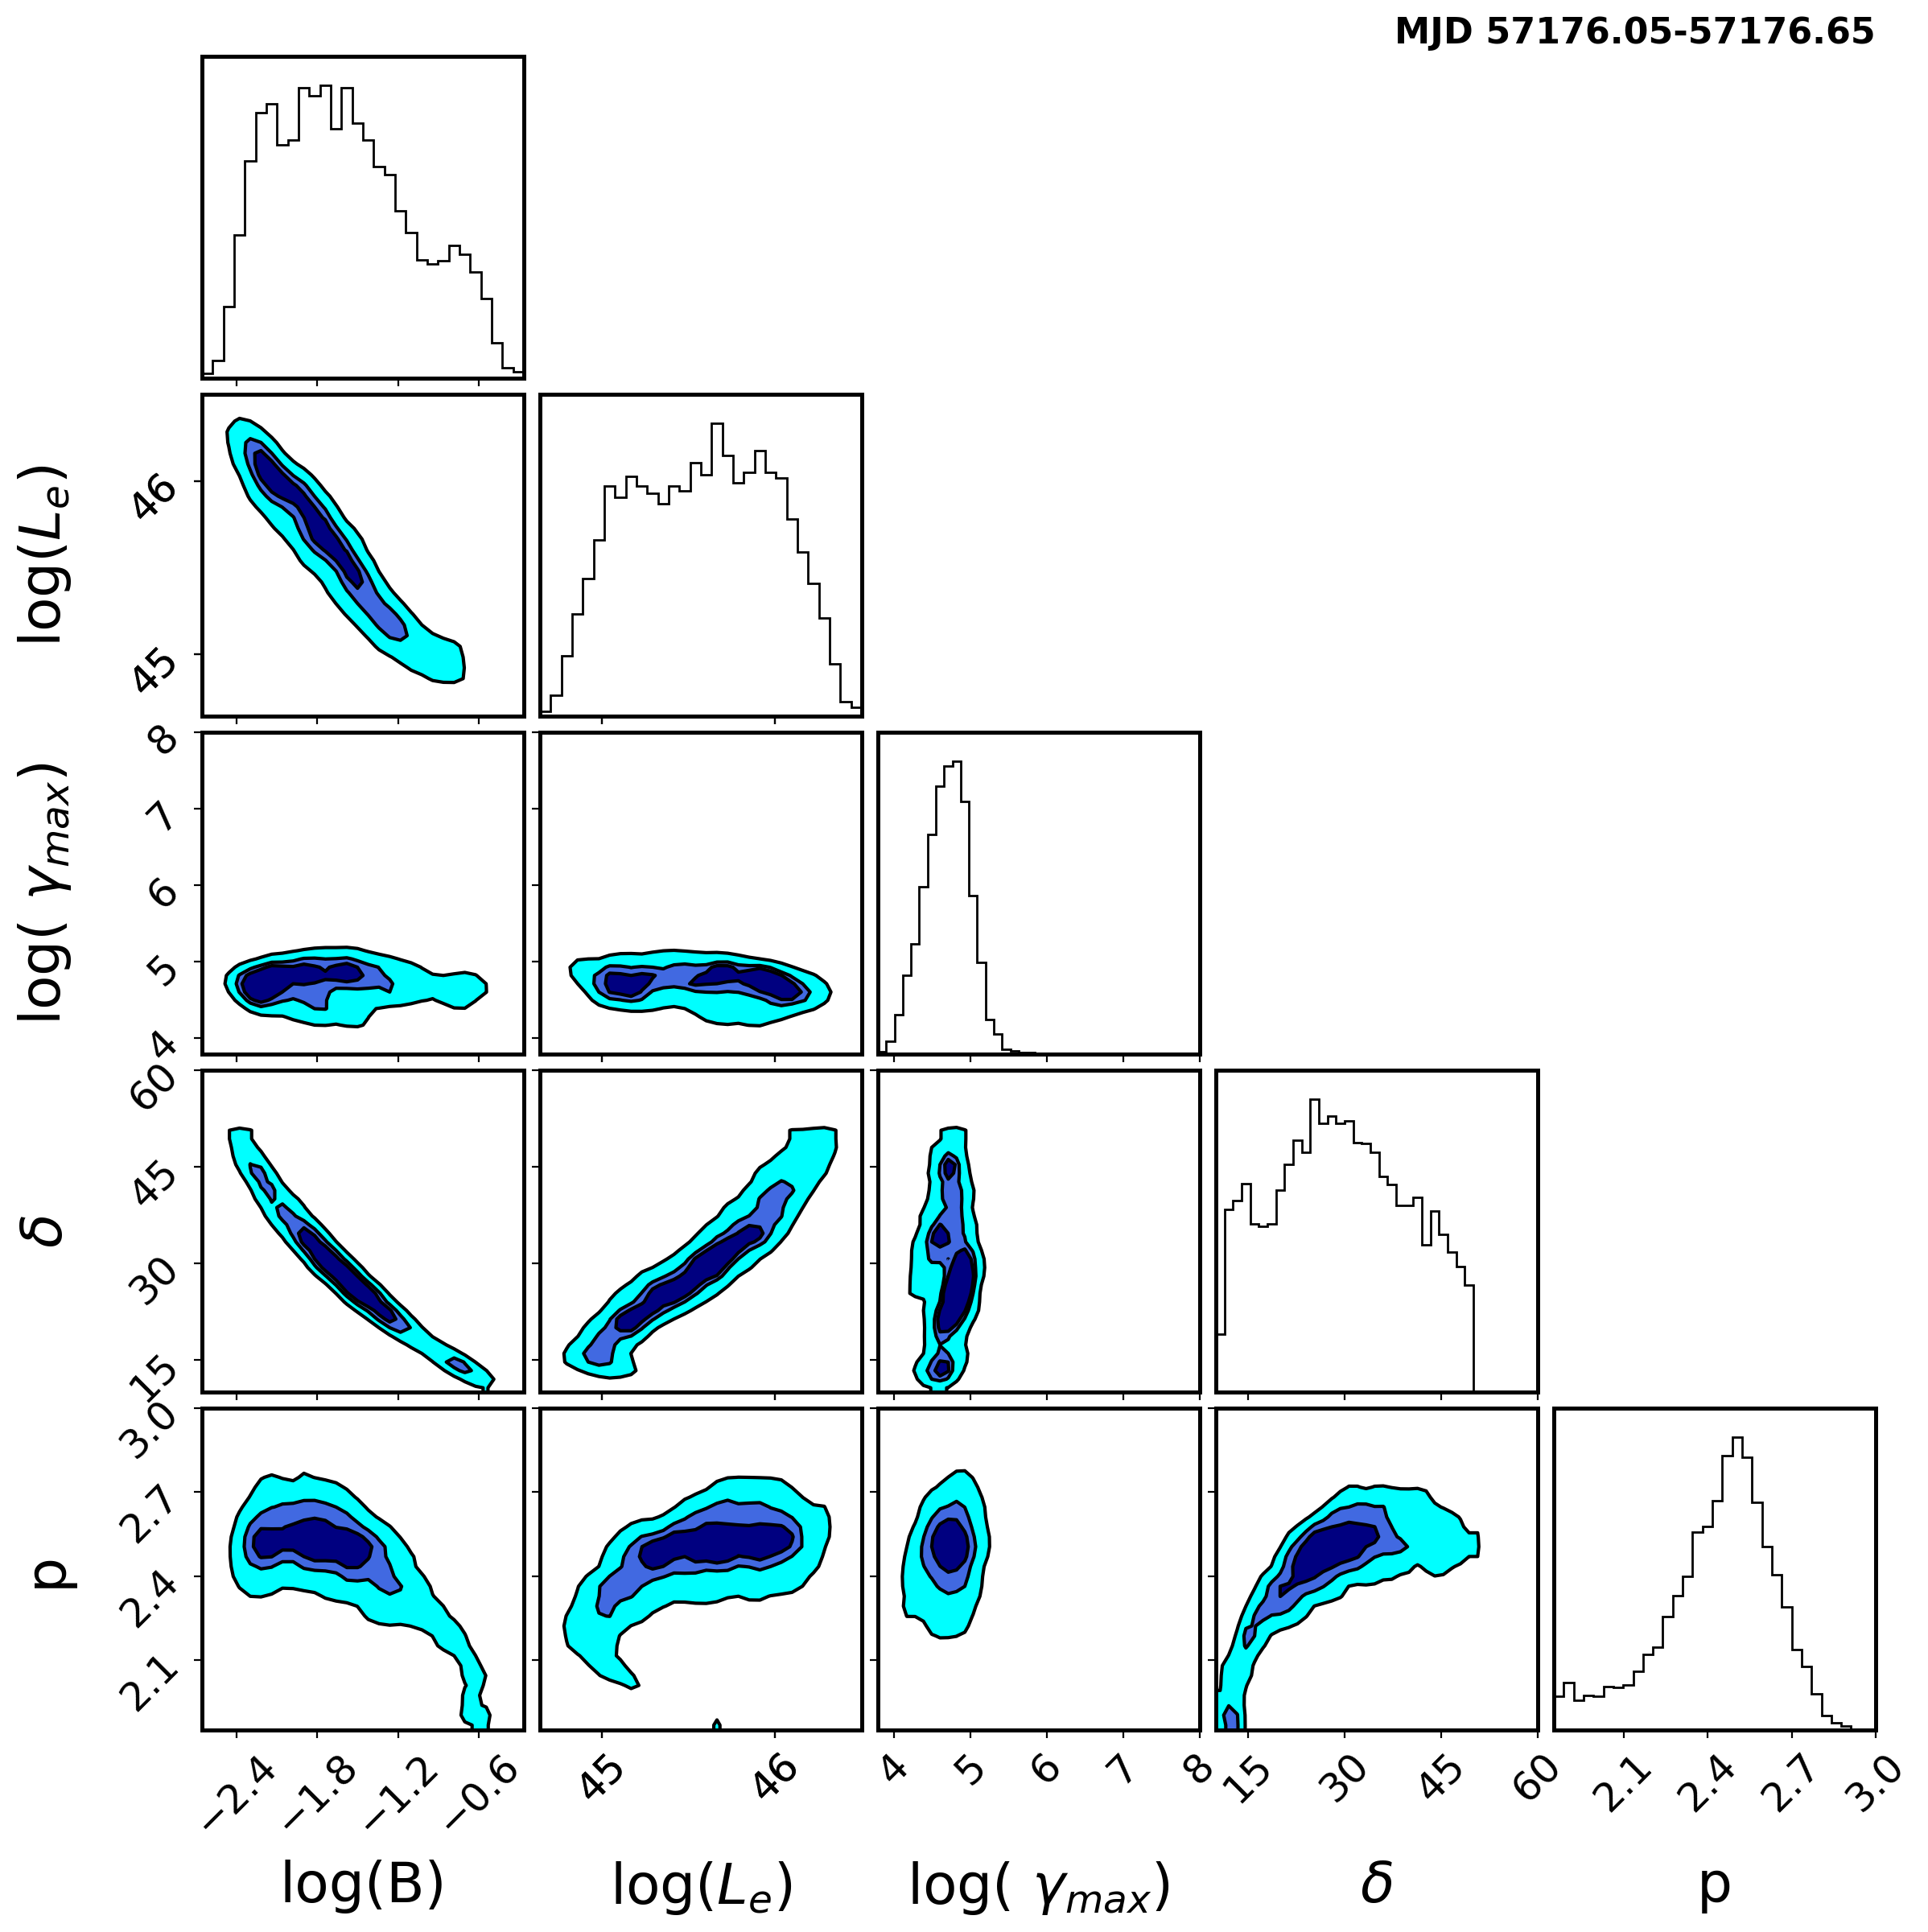 MJD 57176.05-57176.65
log(Lₑ)
46
45
log( γₘₐₓ)
8
7
6
5
4
δ
60
45
30
15
p
3.0
2.7
2.4
2.1
−2.4 −1.8 −1.2 −0.6 45 46 4 5 6 7 8 15 30 45 60 2.1 2.4 2.7 3.0
log(B) log(Lₑ) log( γₘₐₓ) δ p